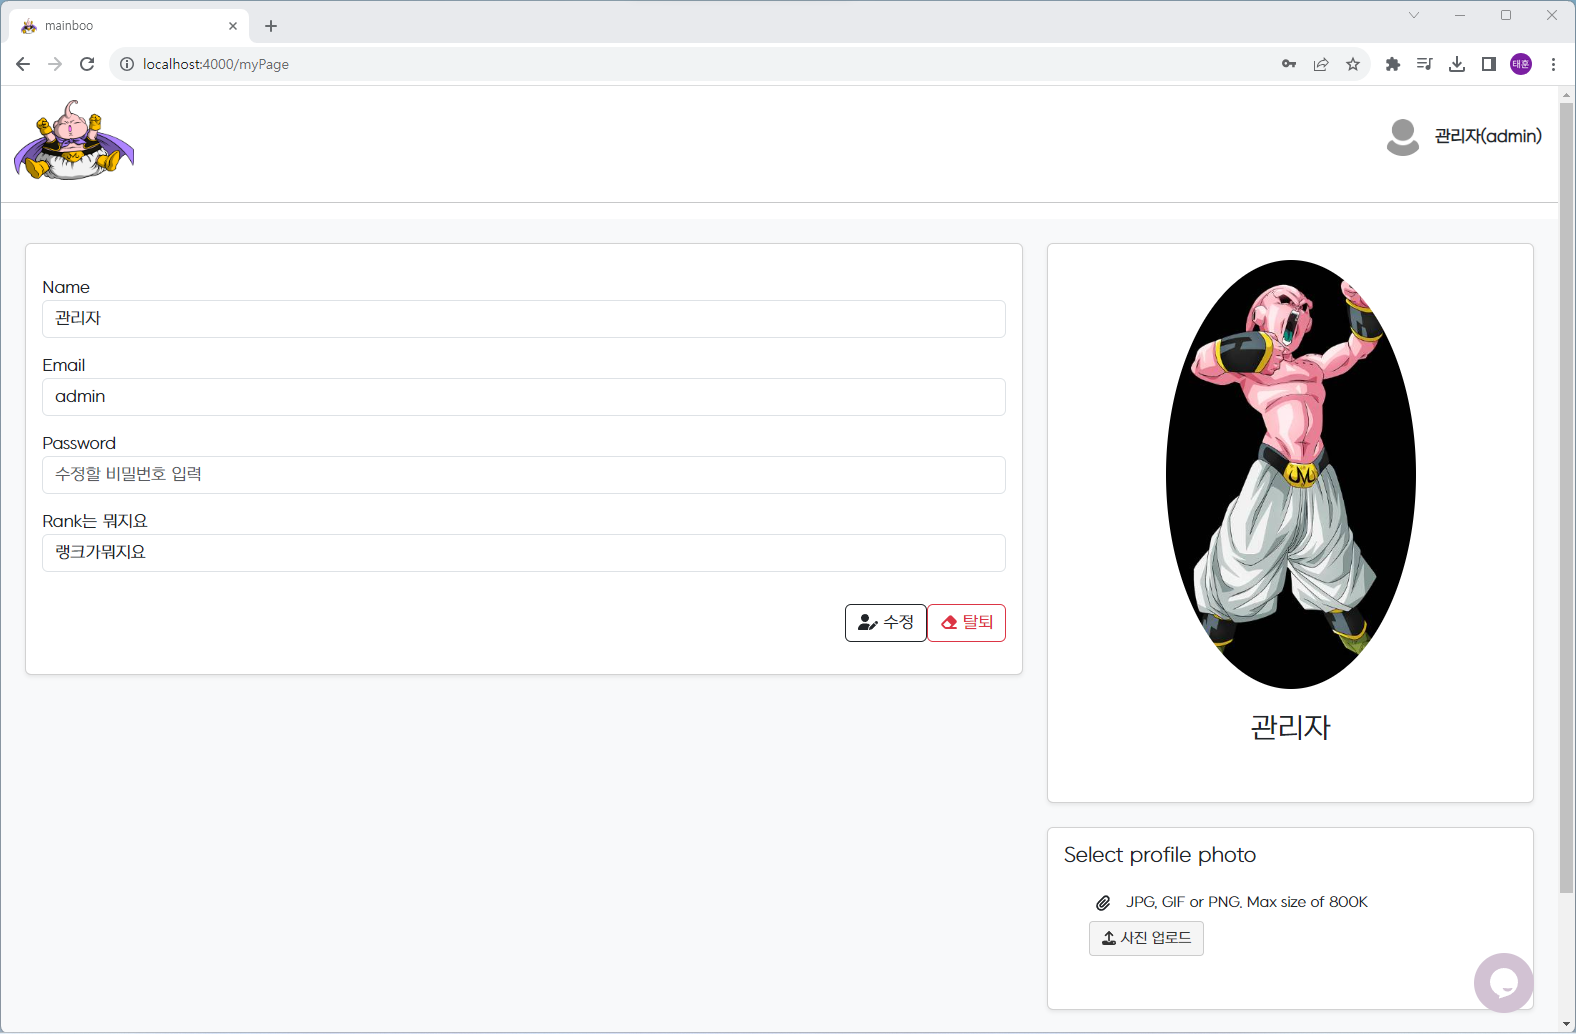 mainboo
localhost:4000/myPage
태훈
관리자(admin)
Name
관리자
Email
admin
Password
수정할 비밀번호 입력
Rank는 뭐지요
랭크가뭐지요
수정
탈퇴
관리자
Select profile photo
JPG, GIF or PNG. Max size of 800K
사진 업로드